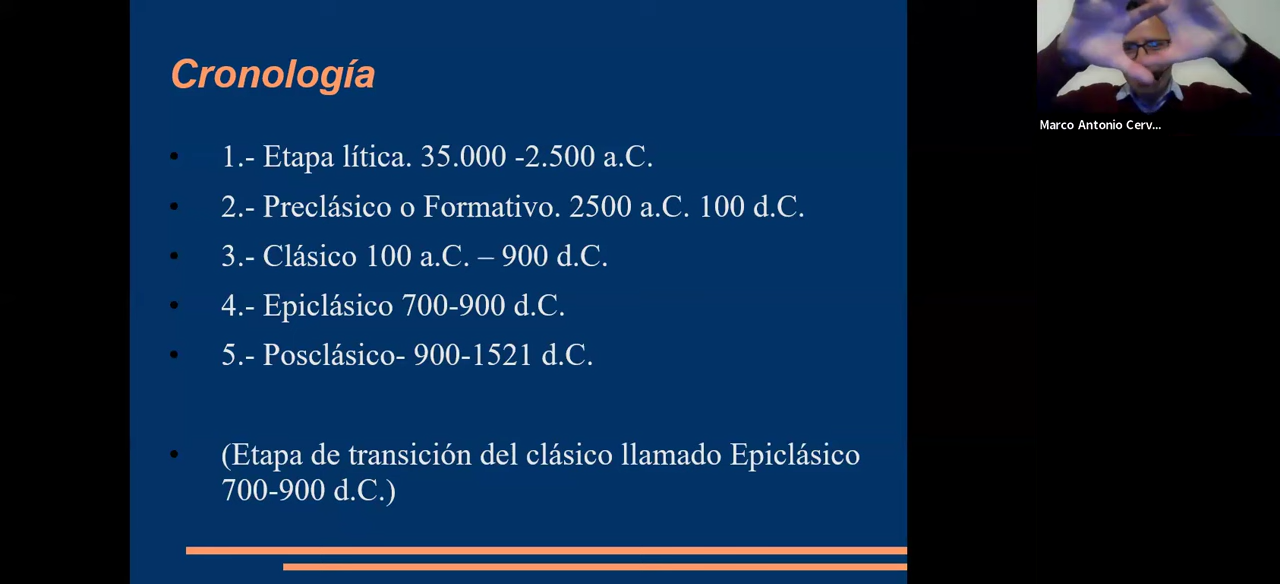 Cronología
1.- Etapa lítica. 35.000 -2.500 a.C.
2.- Preclásico o Formativo. 2500 a.C. 100 d.C.
3.- Clásico 100 a.C. – 900 d.C.
4.- Epiclásico 700-900 d.C.
5.- Posclásico- 900-1521 d.C.
(Etapa de transición del clásico llamado Epiclásico
700-900 d.C.)
Marco Antonio Cerv...